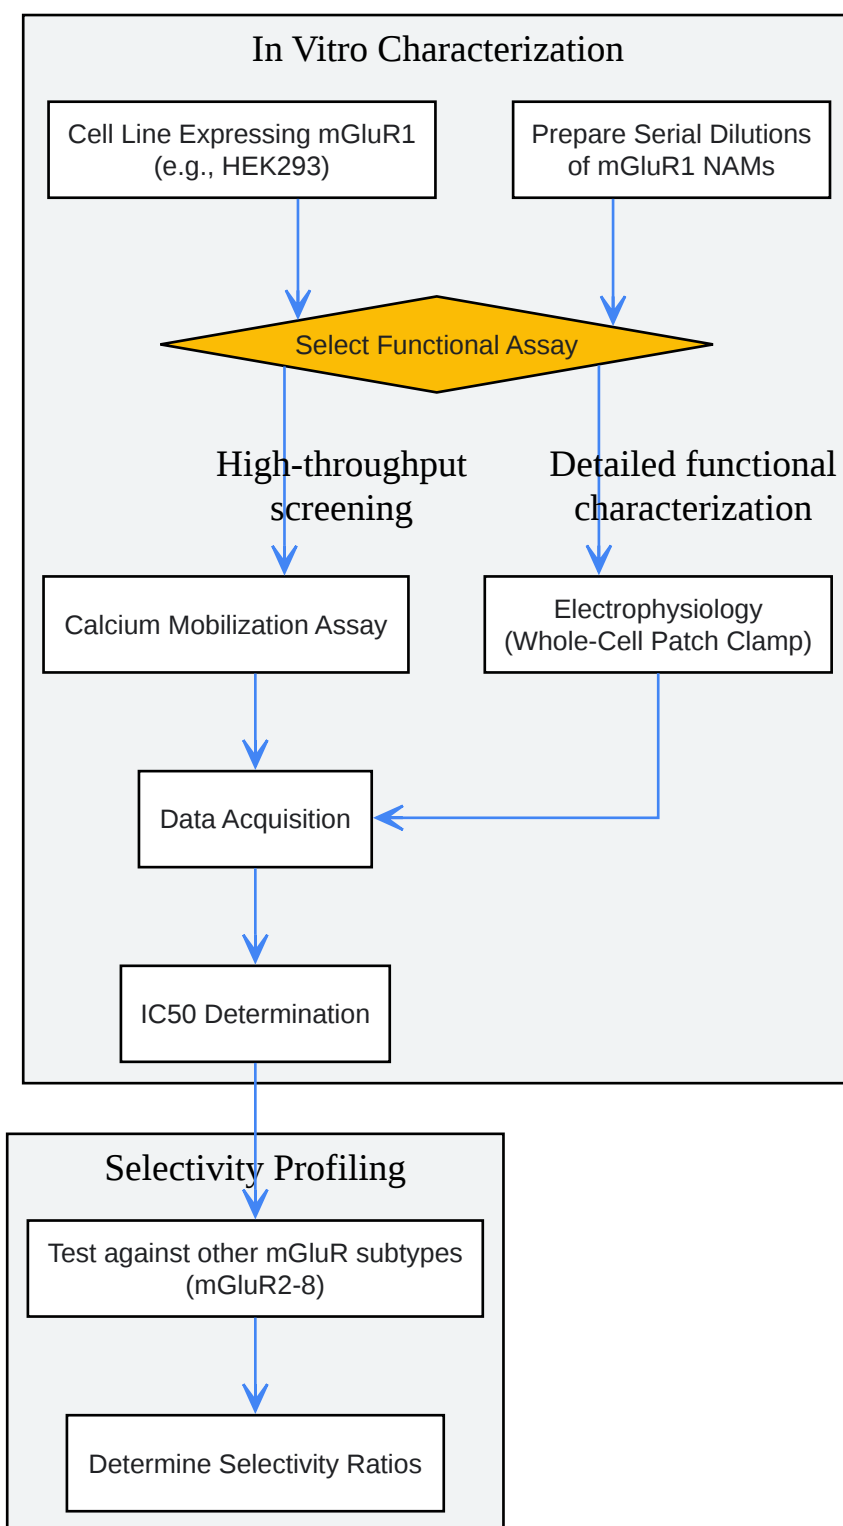 In Vitro Characterization
Cell Line Expressing mGluR1
(e.g., HEK293)
Prepare Serial Dilutions
of mGluR1 NAMs
Select Functional Assay
High-throughput
screening
Detailed functional
characterization
Calcium Mobilization Assay
Electrophysiology
(Whole-Cell Patch Clamp)
Data Acquisition
IC50 Determination
Selectivity Profiling
Test against other mGluR subtypes
(mGluR2-8)
Determine Selectivity Ratios